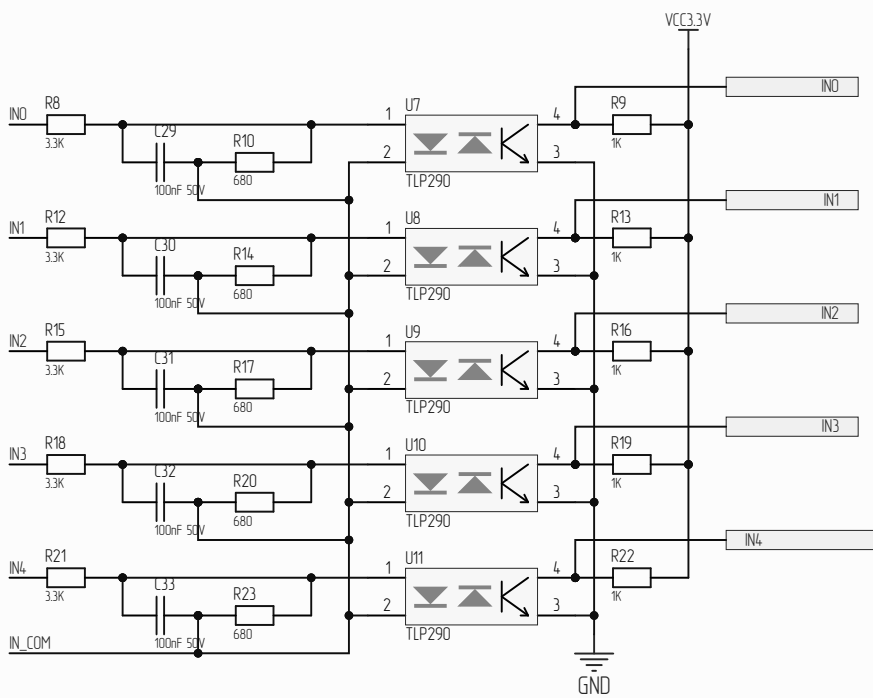 VCC3.3V
IN0
R8
3.3K
C29
100nF 50V
R10
680
1
2
U7
TLP290
4
3
R9
1K
IN0
IN1
R12
3.3K
C30
100nF 50V
R14
680
1
2
U8
TLP290
4
3
R13
1K
IN1
IN2
R15
3.3K
C31
100nF 50V
R17
680
1
2
U9
TLP290
4
3
R16
1K
IN2
IN3
R18
3.3K
C32
100nF 50V
R20
680
1
2
U10
TLP290
4
3
R19
1K
IN3
IN4
R21
3.3K
C33
100nF 50V
R23
680
1
2
U11
TLP290
4
3
R22
1K
IN4
IN_COM
GND